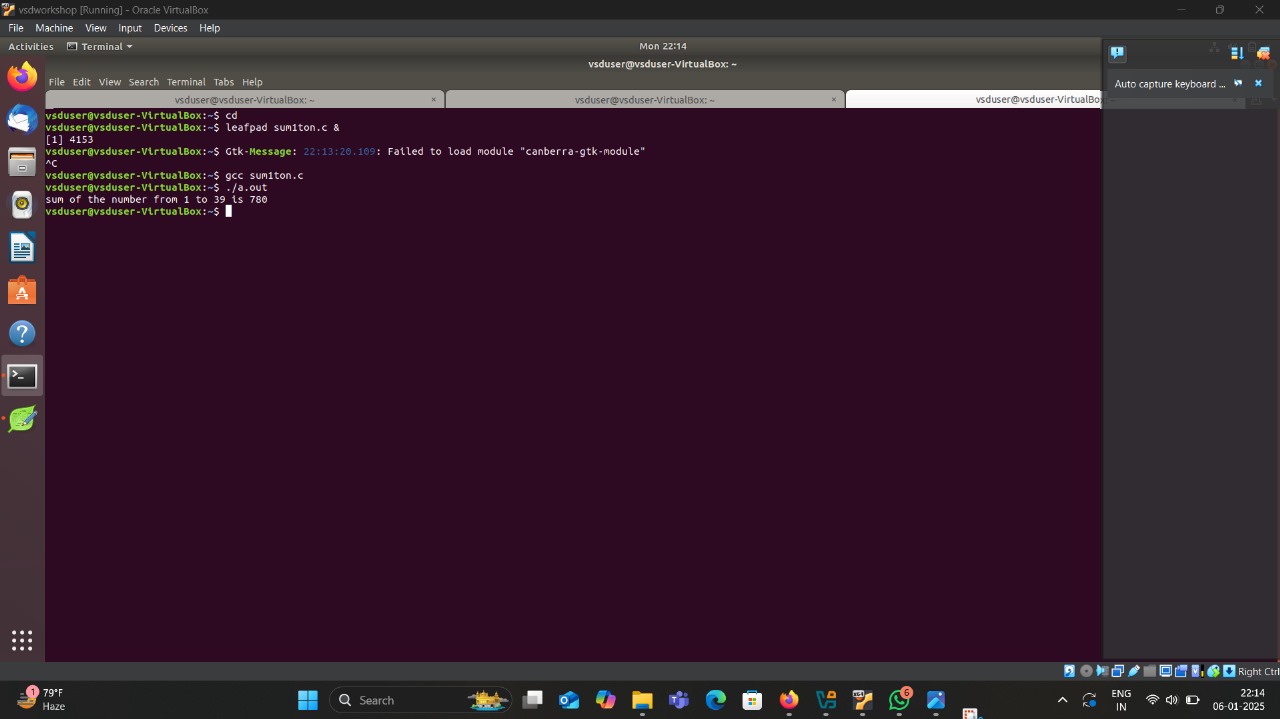 vsdworkshop [Running] - Oracle VirtualBox
File Machine View Input Devices Help
Activities Terminal Mon 22:14
vsduser@vsduser-VirtualBox: ~
Auto capture keyboard ...
File Edit View Search Terminal Tabs Help
vsduser@vsduser-VirtualBox: ~ × vsduser@vsduser-VirtualBox: ~ × vsduser@vsduser-VirtualBox
vsduser@vsduser-VirtualBox:~$ cd
vsduser@vsduser-VirtualBox:~$ leafpad sum1ton.c &
[1] 4153
vsduser@vsduser-VirtualBox:~$ Gtk-Message: 22:13:20.109: Failed to load module "canberra-gtk-module"
^C
vsduser@vsduser-VirtualBox:~$ gcc sum1ton.c
vsduser@vsduser-VirtualBox:~$ ./a.out
sum of the number from 1 to 39 is 780
vsduser@vsduser-VirtualBox:~$
Right Ctrl
1
79°F
Haze
Search
6
ENG
IN
22:14
06-01-2025